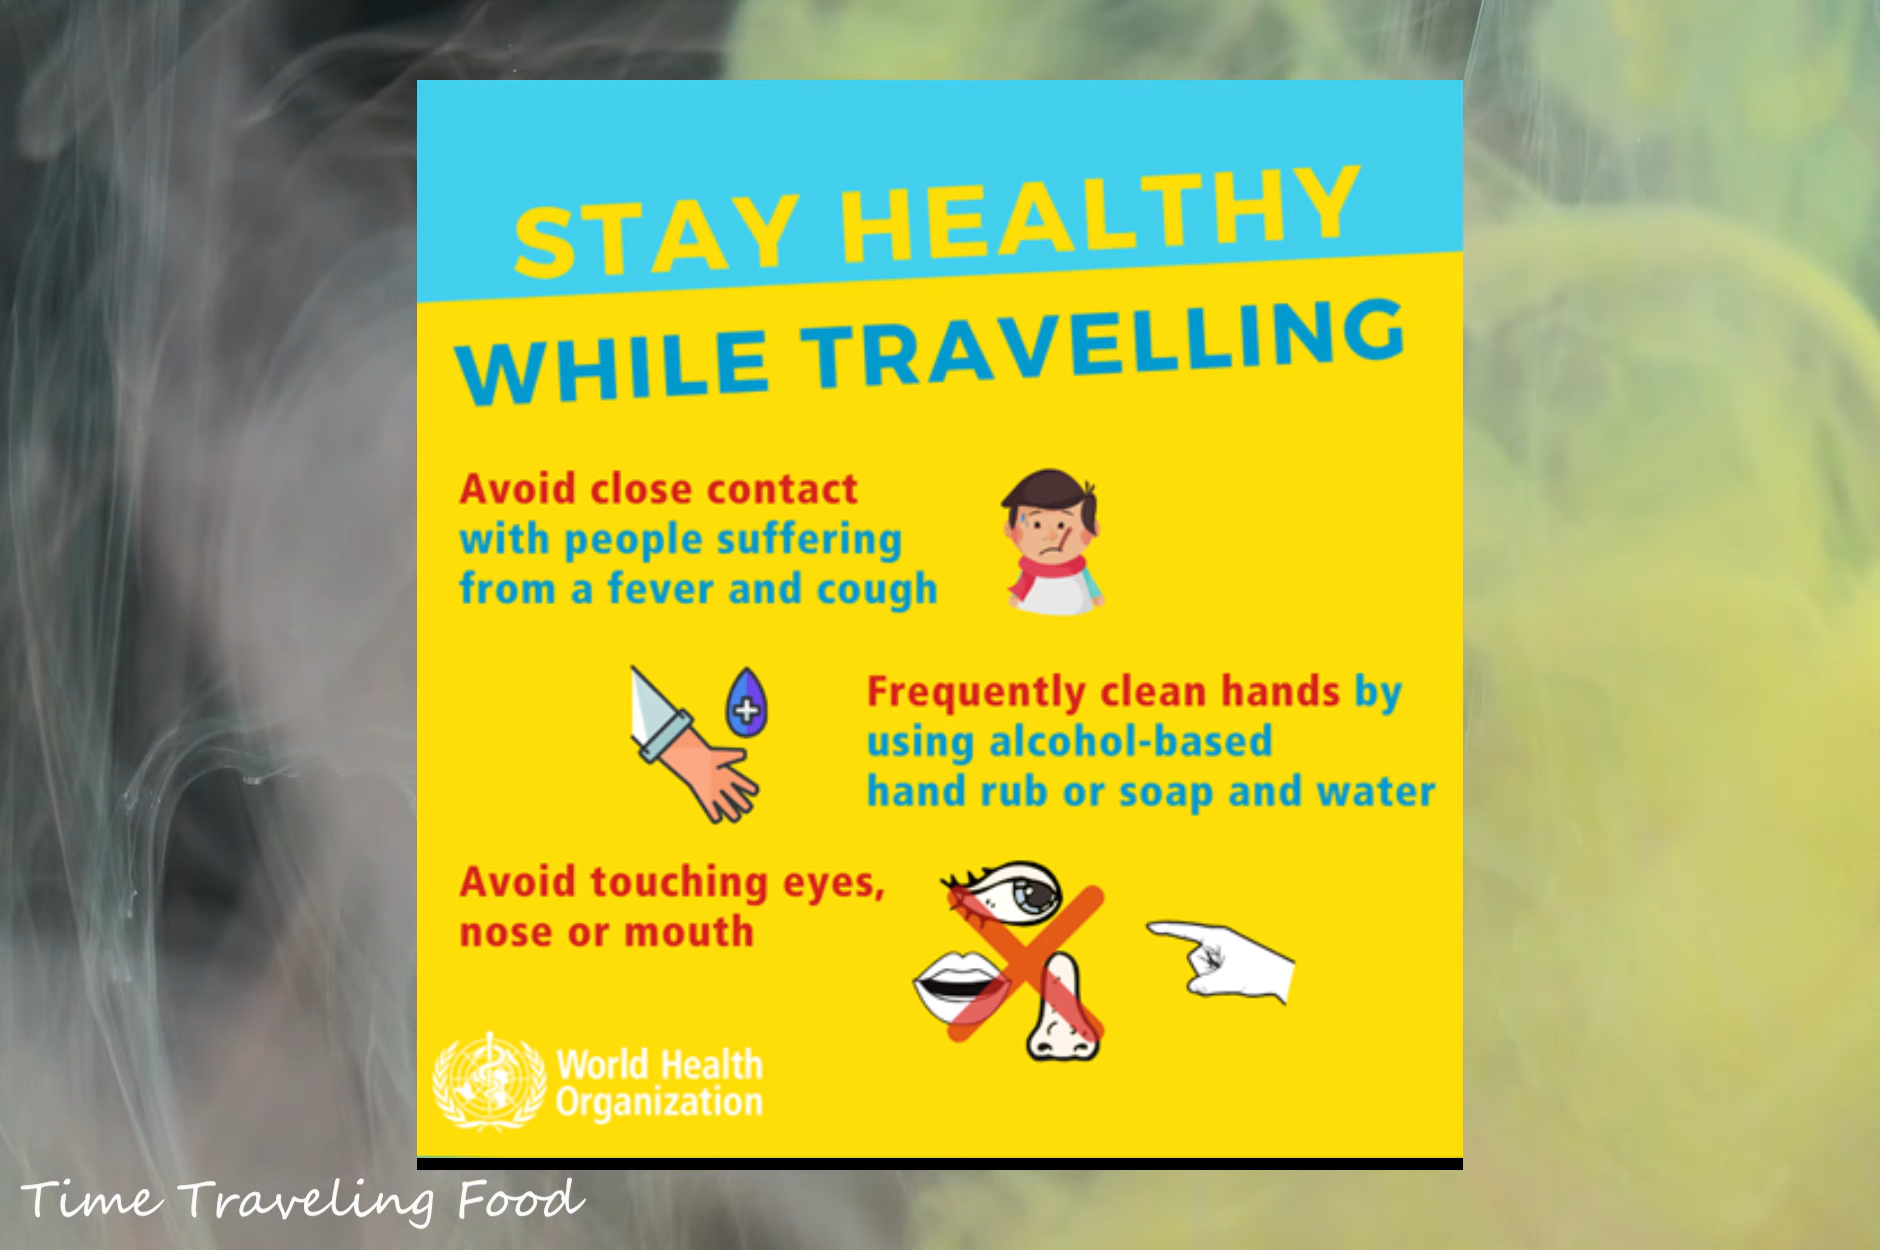 STAY HEALTHY
WHILE TRAVELLING
Avoid close contact
with people suffering
from a fever and cough
Frequently clean hands by
using alcohol-based
hand rub or soap and water
Avoid touching eyes,
nose or mouth
World Health
Organization
Time Traveling Food